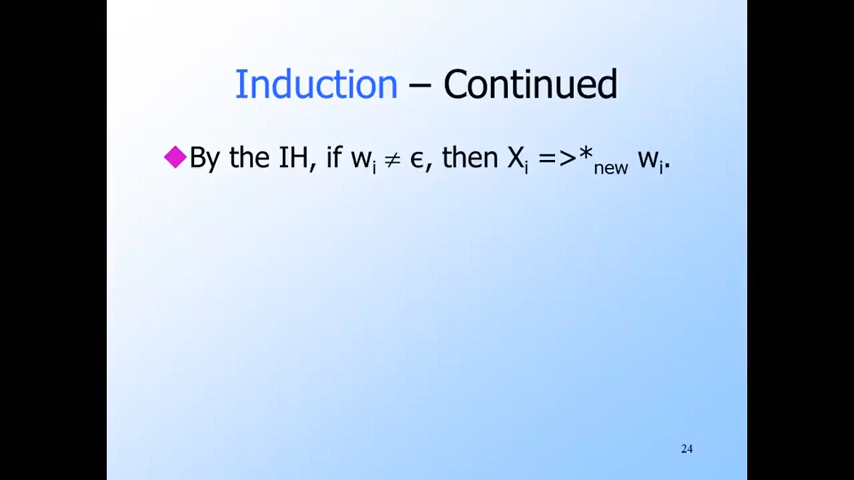 Induction – Continued
By the IH, if wᵢ ≠ ϵ, then Xᵢ =>*ₙₑw wᵢ.
24